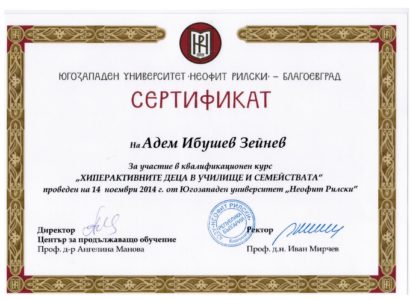 ЮГОЗАПАДЕН УНИВЕРСИТЕТ "НЕОФИТ РИЛСКИ" – БЛАГОЕВГРАД
СЕРТИФИКАТ
На Адем Ибушев Зейнев
За участие в квалификационен курс
„ХИПЕРАКТИВНИТЕ ДЕЦА В УЧИЛИЩЕ И СЕМЕЙСТВАТА"
проведен на 14 ноември 2014 г. от Югозападен университет „Неофит Рилски"
Директор
Център за продължаващо обучение
Проф. д-р Ангелина Манова
Ректор
Проф. д.н. Иван Мирчев